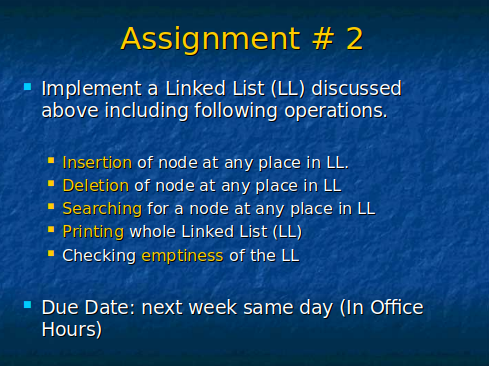 Assignment # 2
Implement a Linked List (LL) discussed
above including following operations.
Insertion of node at any place in LL.
Deletion of node at any place in LL
Searching for a node at any place in LL
Printing whole Linked List (LL)
Checking emptiness of the LL
Due Date: next week same day (In Office
Hours)